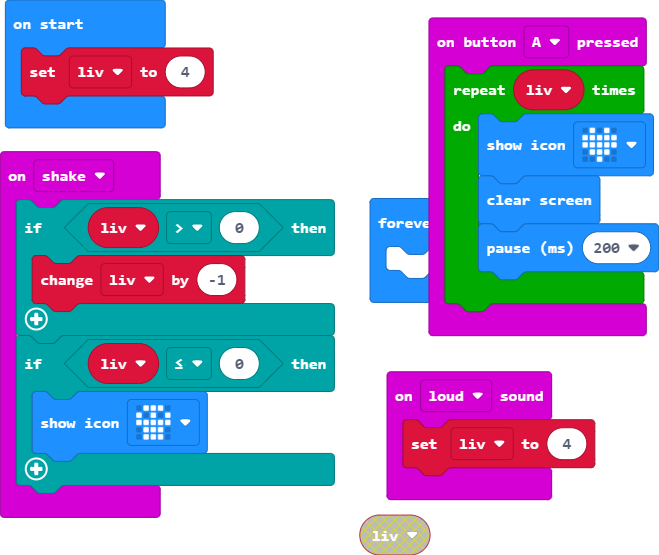 on start
set liv to 4
on shake
if liv > 0 then
change liv by -1
if liv ≤ 0 then
show icon
foreve
on button A pressed
repeat liv times
do
show icon
clear screen
pause (ms) 200
on loud sound
set liv to 4
liv